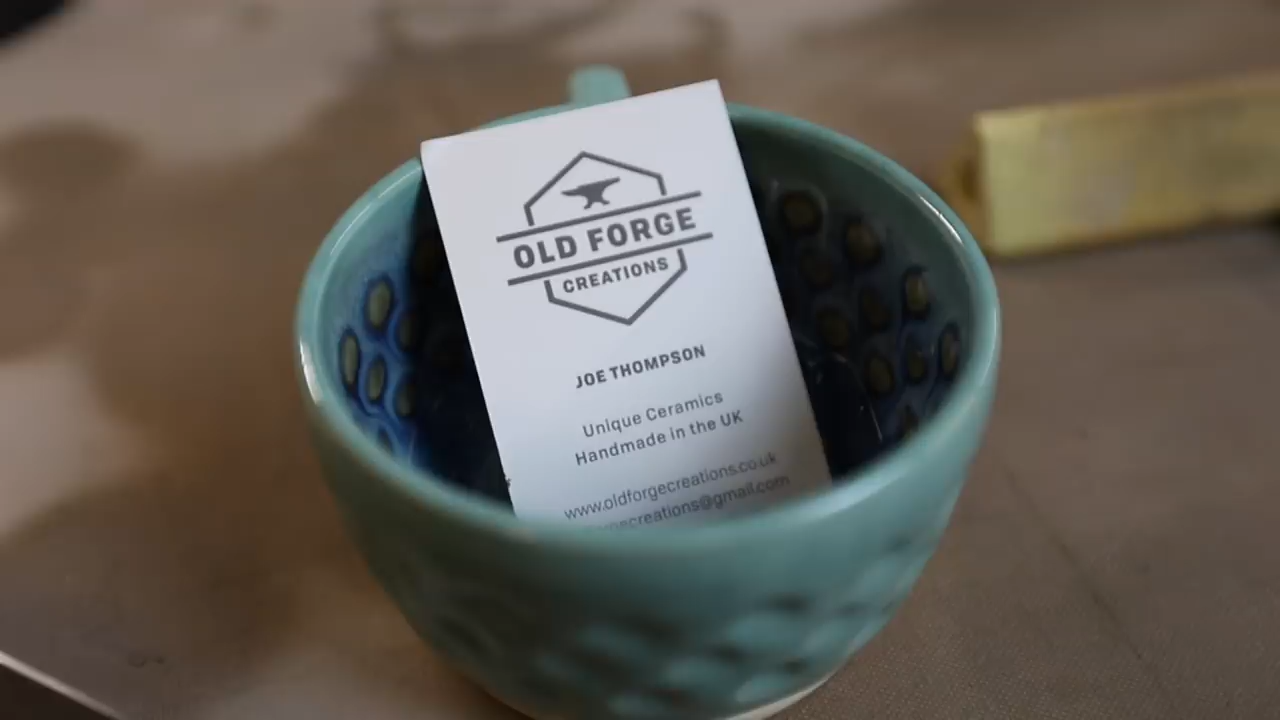 OLD FORGE
CREATIONS
JOE THOMPSON
Unique Ceramics
Handmade in the UK
www.oldforgecreations.co.uk